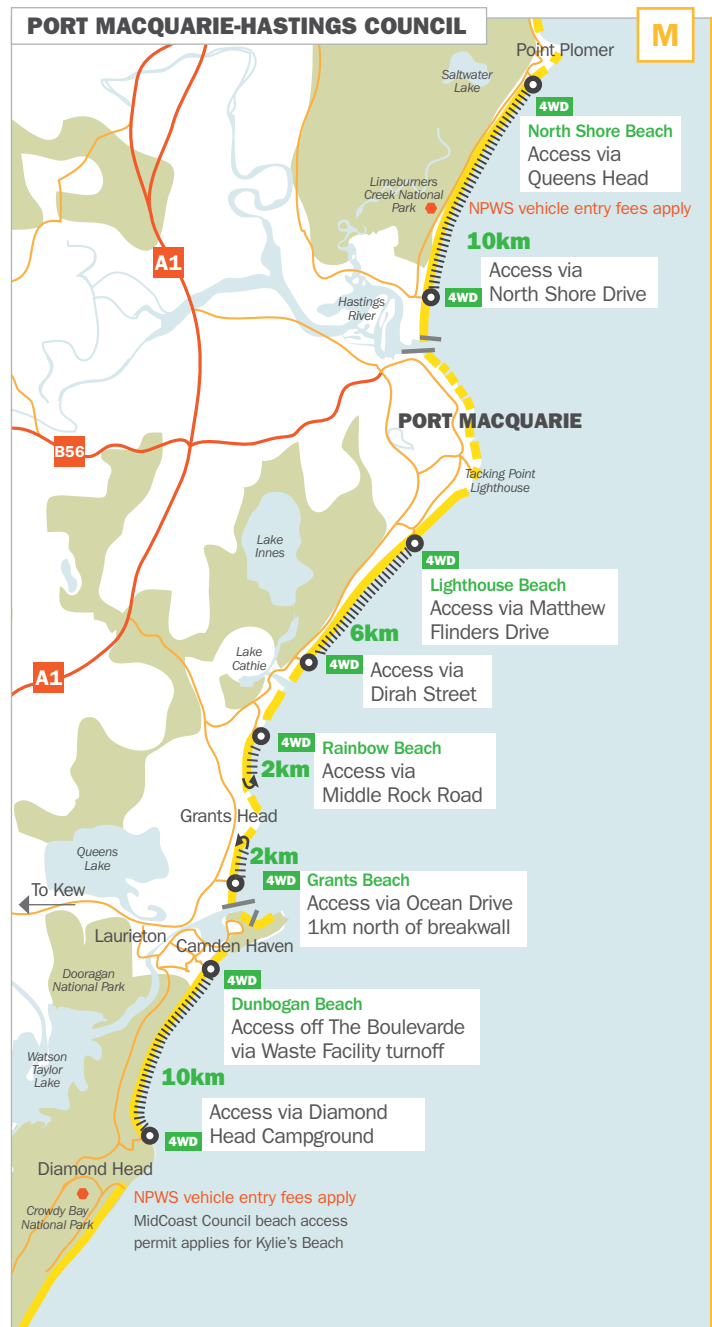 PORT MACQUARIE-HASTINGS COUNCIL
M
Point Plomer
Saltwater
Lake
4WD
North Shore Beach
Access via
Queens Head
Limeburners
Creek National
Park
NPWS vehicle entry fees apply
10km
A1
Access via
North Shore Drive
4WD
Hastings
River
PORT MACQUARIE
B56
Tacking Point
Lighthouse
Lake
Innes
4WD
Lighthouse Beach
Access via Matthew
Flinders Drive
6km
Lake
Cathie
4WD
Access via
Dirah Street
A1
4WD
Rainbow Beach
Access via
Middle Rock Road
2km
Grants Head
2km
Queens
Lake
4WD
Grants Beach
Access via Ocean Drive
1km north of breakwall
To Kew
Laurieton
Camden Haven
Dooragan
National Park
4WD
Dunbogan Beach
Access off The Boulevarde
via Waste Facility turnoff
Watson
Taylor
Lake
10km
Access via Diamond
Head Campground
4WD
Diamond Head
NPWS vehicle entry fees apply
Crowdy Bay
National Park
MidCoast Council beach access
permit applies for Kylie's Beach